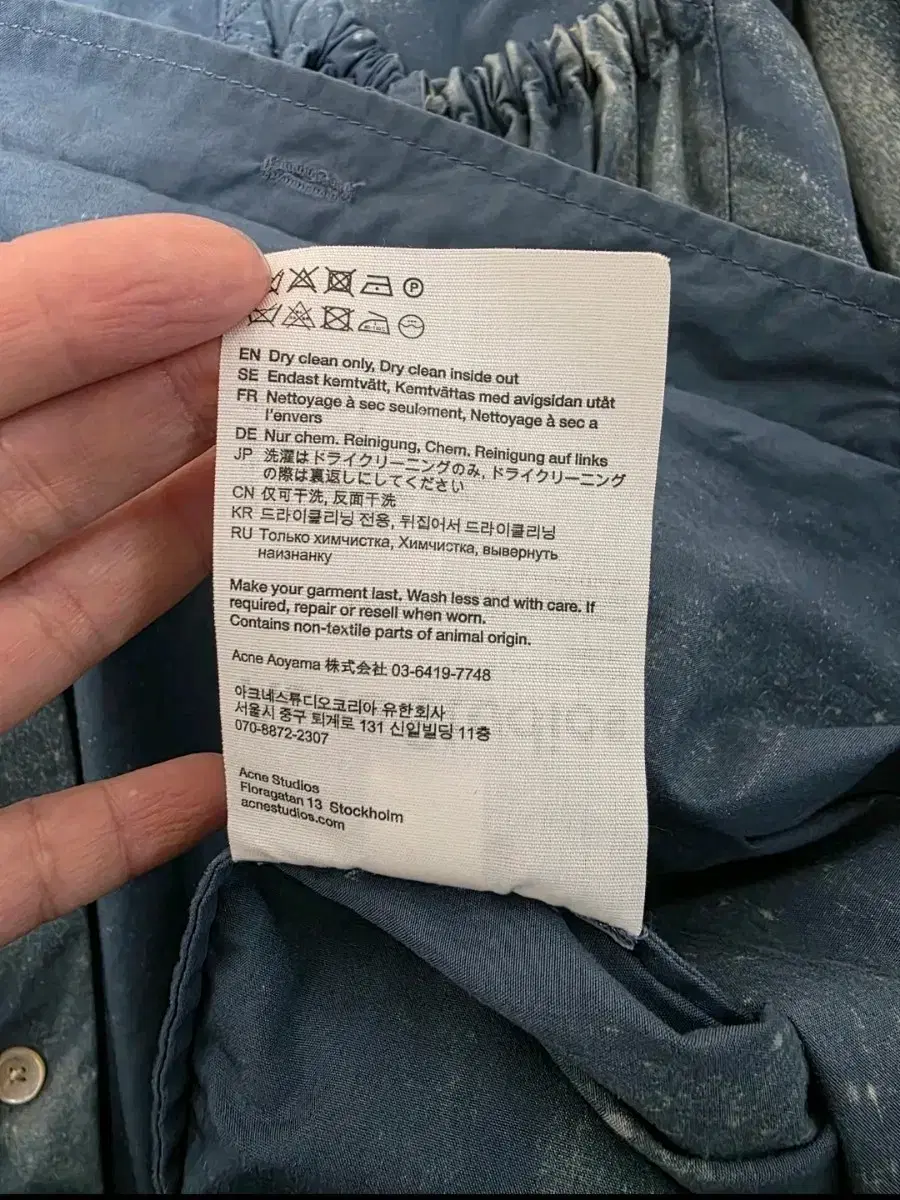 P
EN Dry clean only, Dry clean inside out
SE Endast kemtvätt, Kemtvättas med avigsidan utåt
FR Nettoyage à sec seulement, Nettoyage à sec a
l'envers
DE Nur chem. Reinigung, Chem. Reinigung auf links
JP 洗濯はドライクリーニングのみ, ドライクリーニング
の際は裏返しにしてください
CN 仅可干洗, 反面干洗
KR 드라이클리닝 전용, 뒤집어서 드라이클리닝
RU Только химчистка, Химчистка, вывернуть
наизнанку
Make your garment last. Wash less and with care. If
required, repair or resell when worn.
Contains non-textile parts of animal origin.
Acne Aoyama 株式会社 03-6419-7748
아크네스튜디오코리아 유한회사
서울시 중구 퇴계로 131 신일빌딩 11층
070-8872-2307
Acne Studios
Floragatan 13 Stockholm
acnestudios.com